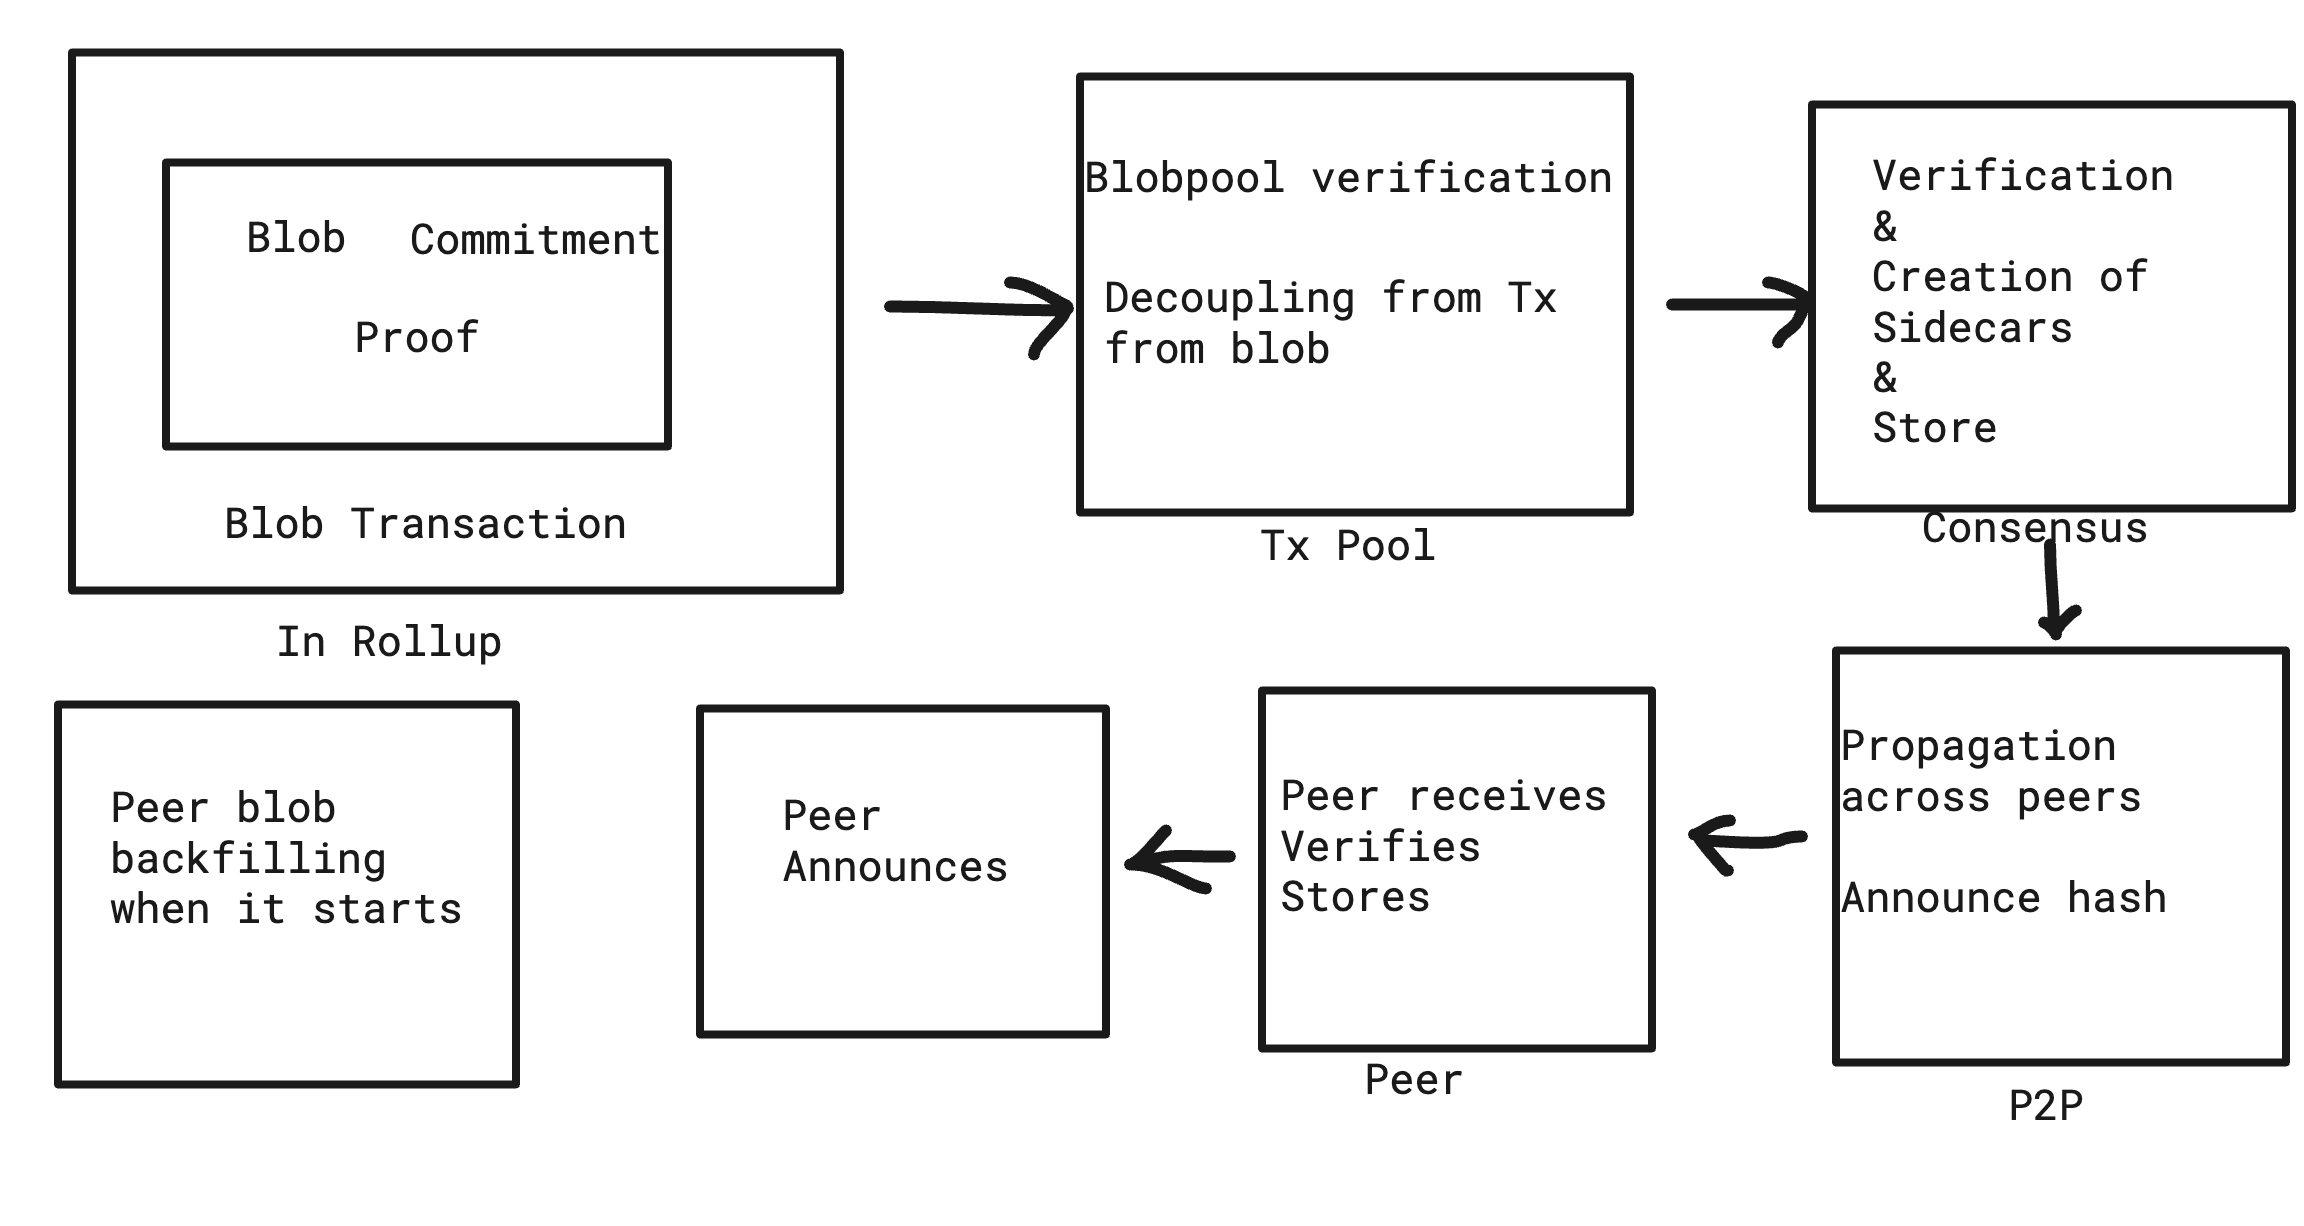 Blob Commitment
Proof
Blob Transaction
In Rollup
Blobpool verification
Decoupling from Tx
from blob
Tx Pool
Verification
&
Creation of
Sidecars
&
Store
Consensus
Propagation
across peers
Announce hash
P2P
Peer receives
Verifies
Stores
Peer
Peer
Announces
Peer blob
backfilling
when it starts